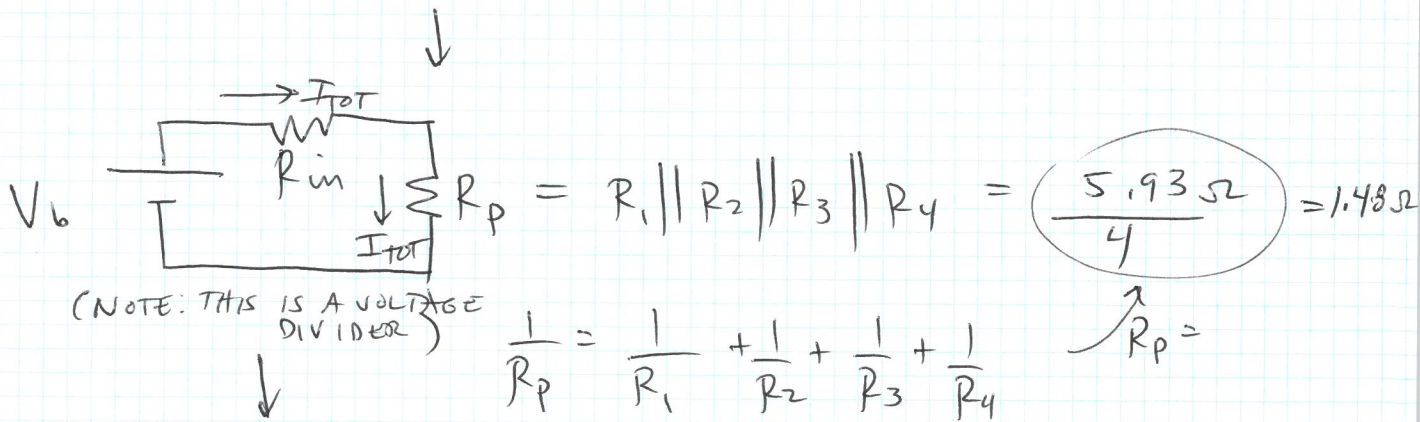 I_TOT
V_b
R_in
I_TOT
R_p = R_1 || R_2 || R_3 || R_4 = 5.93 Ω / 4 = 1.48 Ω
(NOTE: THIS IS A VOLTAGE
DIVIDER)
1/R_p = 1/R_1 + 1/R_2 + 1/R_3 + 1/R_4
R_p =